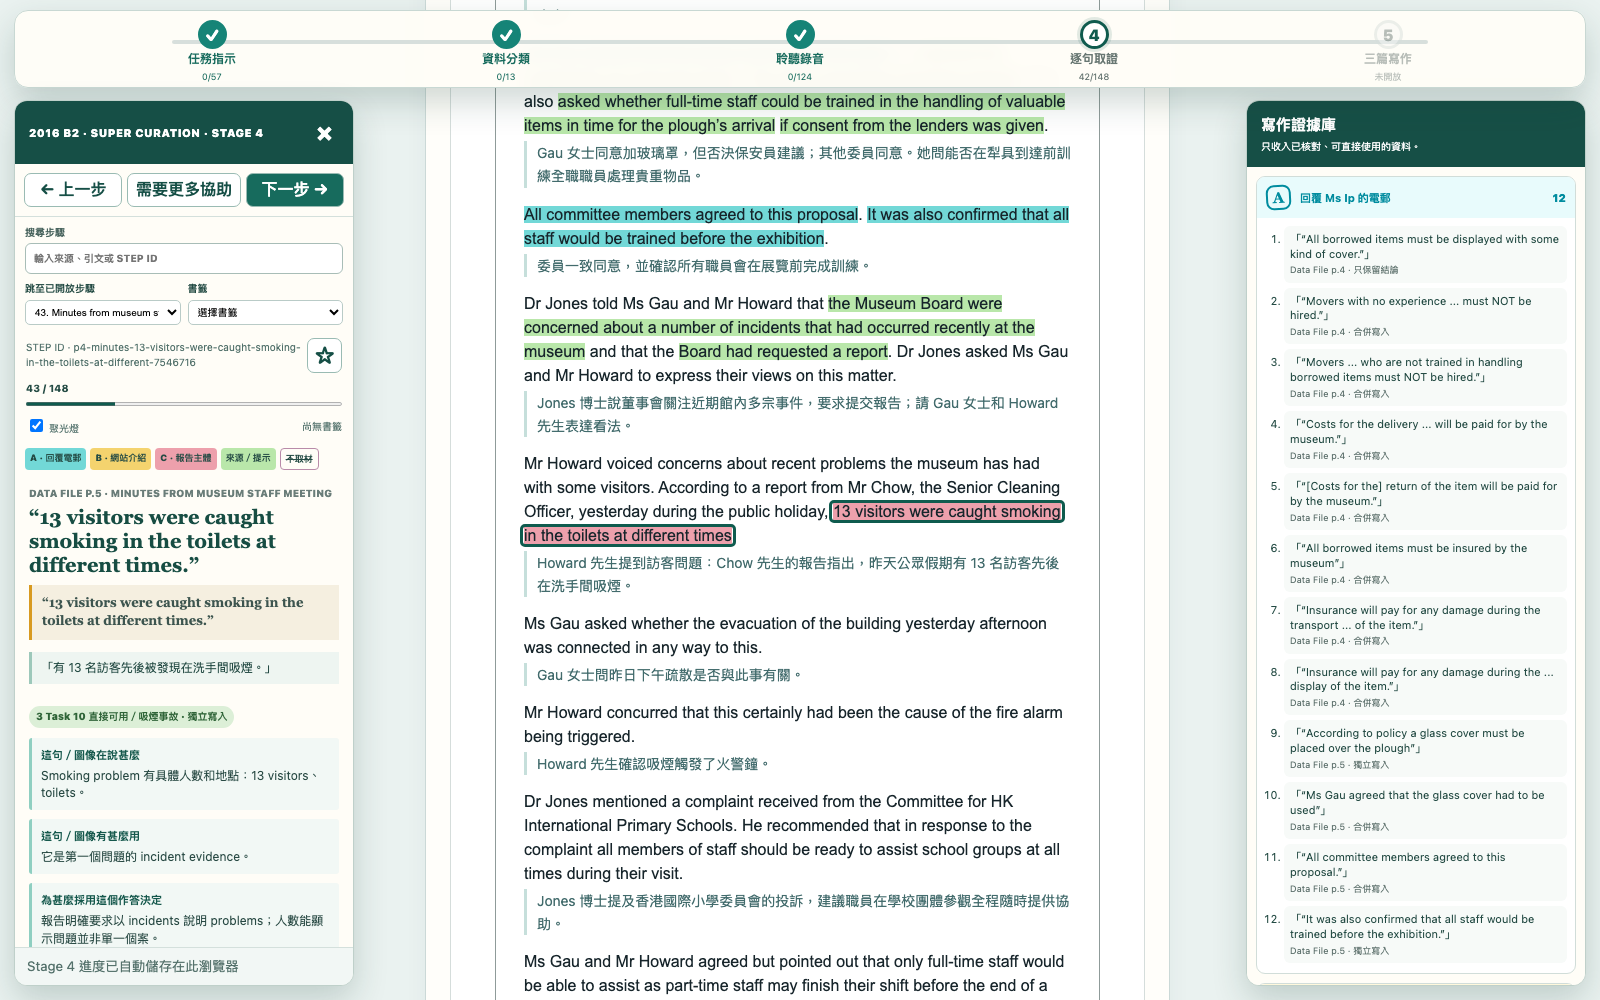 任務指示
0/57
資料分類
0/13
聆聽錄音
0/124
4
逐句取證
42/148
5
三篇寫作
未開放
2016 B2 · SUPER CURATION · STAGE 4
← 上一步
需要更多協助
下一步 →
搜尋步驟
輸入來源、引文或 STEP ID
跳至已開放步驟
書籤
43. Minutes from museum s
選擇書籤
STEP ID · p4-minutes-13-visitors-were-caught-smoking-
in-the-toilets-at-different-7546716
43 / 148
聚光燈
尚無書籤
A · 回覆電郵
B · 網站介紹
C · 報告主體
來源 / 提示
不取材
DATA FILE P.5 · MINUTES FROM MUSEUM STAFF MEETING
“13 visitors were caught
smoking in the toilets at
different times.”
“13 visitors were caught smoking in the
toilets at different times.”
「有 13 名訪客先後被發現在洗手間吸煙。」
3 Task 10 直接可用 / 吸煙事故 · 獨立寫入
這句 / 圖像在說甚麼
Smoking problem 有具體人數和地點：13 visitors、
toilets。
這句 / 圖像有甚麼用
它是第一個問題的 incident evidence。
為甚麼採用這個作答決定
報告明確要求以 incidents 說明 problems；人數能顯
示問題並非單一個案。
Stage 4 進度已自動儲存在此瀏覽器
also asked whether full-time staff could be trained in the handling of valuable
items in time for the plough's arrival if consent from the lenders was given.
Gau 女士同意加玻璃罩，但否決保安員建議；其他委員同意。她問能否在犁具到達前訓
練全職職員處理貴重物品。
All committee members agreed to this proposal. It was also confirmed that all
staff would be trained before the exhibition.
委員一致同意，並確認所有職員會在展覽前完成訓練。
Dr Jones told Ms Gau and Mr Howard that the Museum Board were
concerned about a number of incidents that had occurred recently at the
museum and that the Board had requested a report. Dr Jones asked Ms Gau
and Mr Howard to express their views on this matter.
Jones 博士說董事會關注近期館內多宗事件，要求提交報告；請 Gau 女士和 Howard
先生表達看法。
Mr Howard voiced concerns about recent problems the museum has had
with some visitors. According to a report from Mr Chow, the Senior Cleaning
Officer, yesterday during the public holiday, 13 visitors were caught smoking
in the toilets at different times
Howard 先生提到訪客問題：Chow 先生的報告指出，昨天公眾假期有 13 名訪客先後
在洗手間吸煙。
Ms Gau asked whether the evacuation of the building yesterday afternoon
was connected in any way to this.
Gau 女士問昨日下午疏散是否與此事有關。
Mr Howard concurred that this certainly had been the cause of the fire alarm
being triggered.
Howard 先生確認吸煙觸發了火警鐘。
Dr Jones mentioned a complaint received from the Committee for HK
International Primary Schools. He recommended that in response to the
complaint all members of staff should be ready to assist school groups at all
times during their visit.
Jones 博士提及香港國際小學委員會的投訴，建議職員在學校團體參觀全程隨時提供協
助。
Ms Gau and Mr Howard agreed but pointed out that only full-time staff would
be able to assist as part-time staff may finish their shift before the end of a
寫作證據庫
只收入已核對、可直接使用的資料。
A
回覆 Ms Ip 的電郵
12
1. 「“All borrowed items must be displayed with some
kind of cover.”」
Data File p.4 · 只保留結論
2. 「“Movers with no experience ... must NOT be
hired.”」
Data File p.4 · 合併寫入
3. 「“Movers ... who are not trained in handling
borrowed items must NOT be hired.”」
Data File p.4 · 合併寫入
4. 「“Costs for the delivery ... will be paid for by the
museum.”」
Data File p.4 · 合併寫入
5. 「“[Costs for the] return of the item will be paid for
by the museum.”」
Data File p.4 · 合併寫入
6. 「“All borrowed items must be insured by the
museum”」
Data File p.4 · 合併寫入
7. 「“Insurance will pay for any damage during the
transport ... of the item.”」
Data File p.4 · 合併寫入
8. 「“Insurance will pay for any damage during the ...
display of the item.”」
Data File p.4 · 合併寫入
9. 「“According to policy a glass cover must be
placed over the plough”」
Data File p.5 · 獨立寫入
10. 「“Ms Gau agreed that the glass cover had to be
used”」
Data File p.5 · 合併寫入
11. 「“All committee members agreed to this
proposal.”」
Data File p.5 · 合併寫入
12. 「“It was also confirmed that all staff would be
trained before the exhibition.”」
Data File p.5 · 獨立寫入